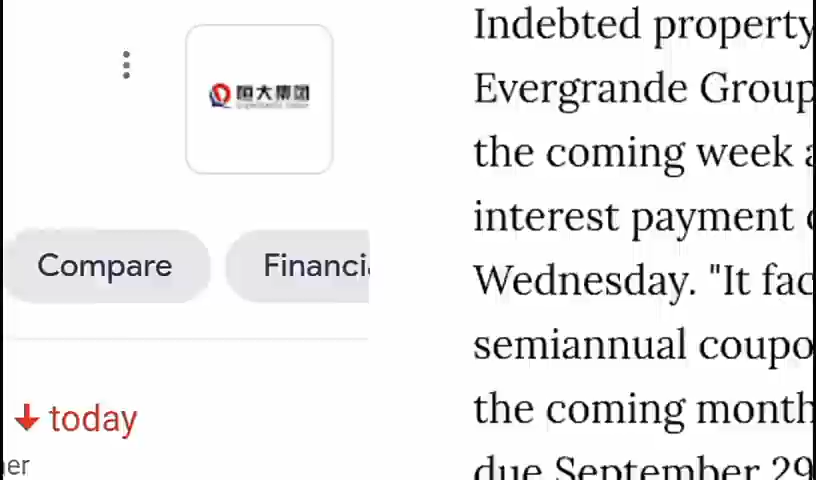 恒大集团
Compare
Financi
today
er
Indebted property
Evergrande Group
the coming week a
interest payment
Wednesday. "It fac
semiannual coupo
the coming month
due September 29